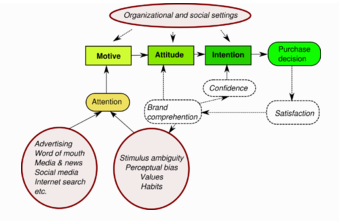 Organizational and social settings
Motive
Attitude
Intention
Purchase
decision
Confidence
Attention
Brand
comprehention
Satisfaction
Advertising
Word of mouth
Media & news
Social media
Internet search
etc.
Stimulus ambiguity
Perceptual bias
Values
Habits